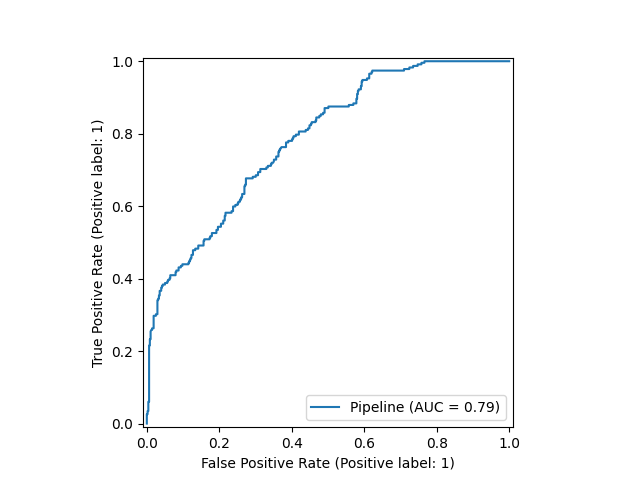 1.0
0.8
0.6
0.4
0.2
0.0
True Positive Rate (Positive label: 1)
Pipeline (AUC = 0.79)
0.0 0.2 0.4 0.6 0.8 1.0
False Positive Rate (Positive label: 1)